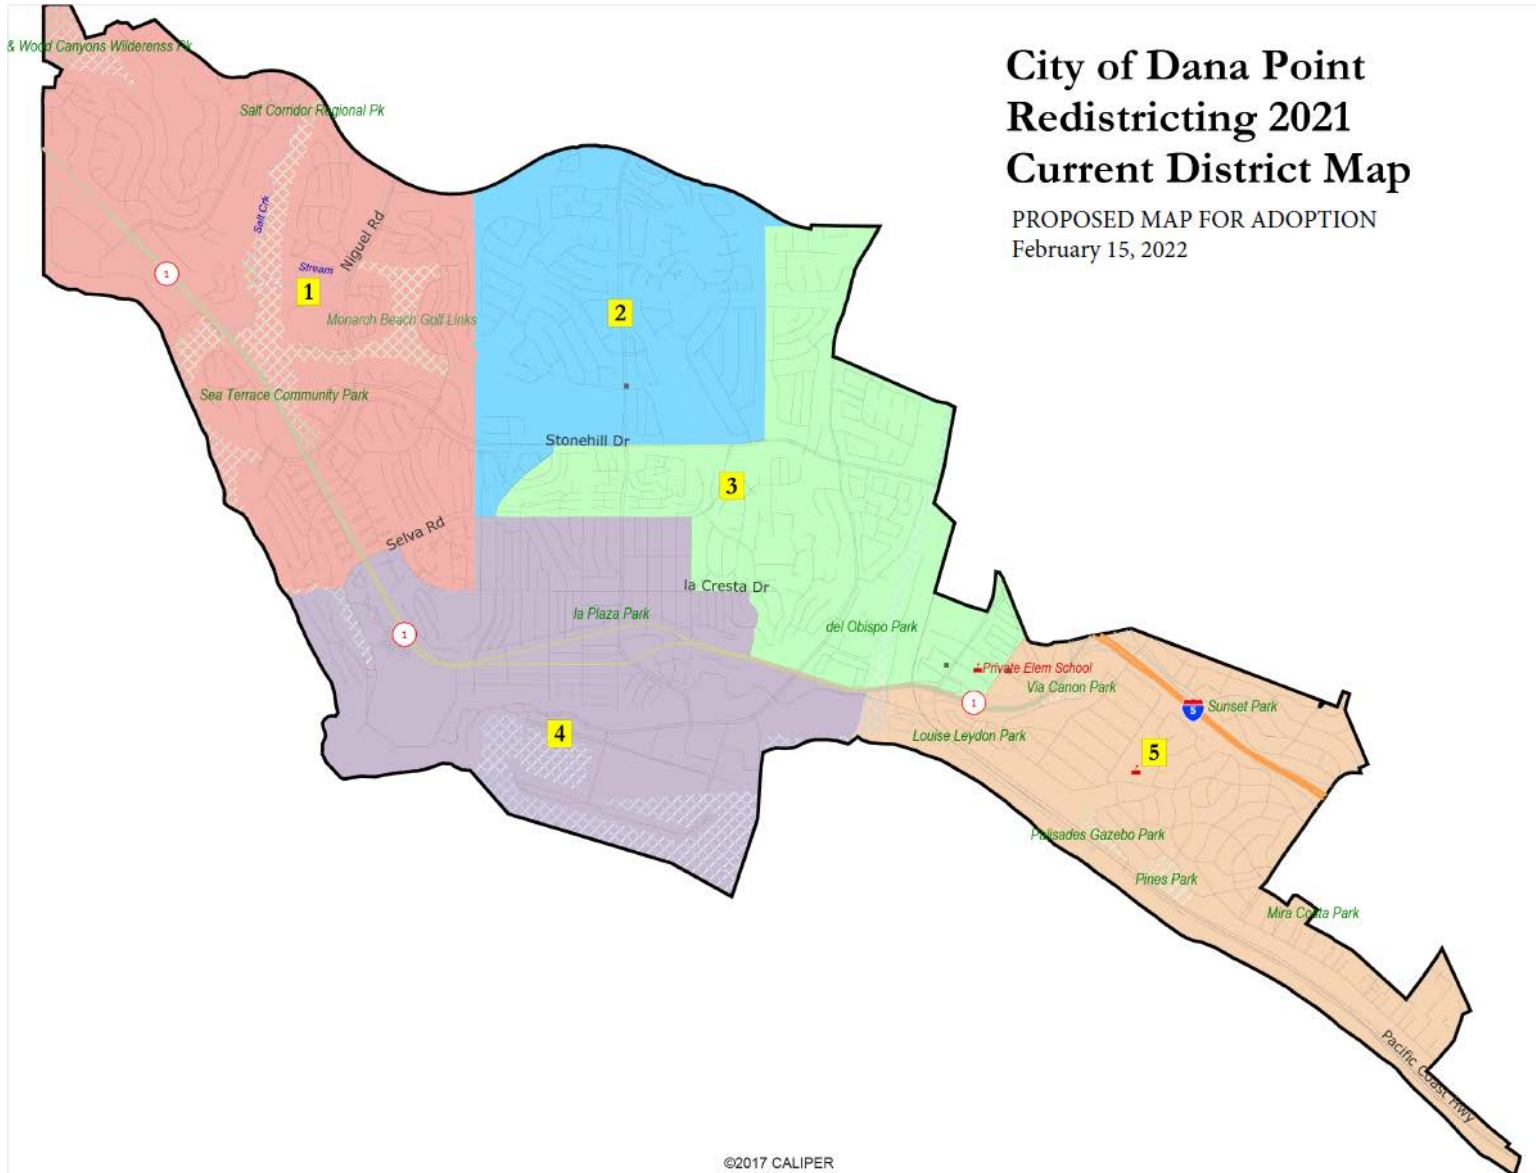 City of Dana Point
Redistricting 2021
Current District Map
PROPOSED MAP FOR ADOPTION
February 15, 2022
& Wood Canyons Wilderenss Pk
Salt Corridor Regional Pk
Salt Crk
Niguel Rd
Stream
1
1
2
Monarch Beach Golf Links
Sea Terrace Community Park
Stonehill Dr
3
Selva Rd
la Cresta Dr
la Plaza Park
del Obispo Park
1
Private Elem School
Via Canon Park
1
5
Sunset Park
4
Louise Leydon Park
5
Palisades Gazebo Park
Pines Park
Mira Costa Park
Pacific Coast Hwy
©2017 CALIPER